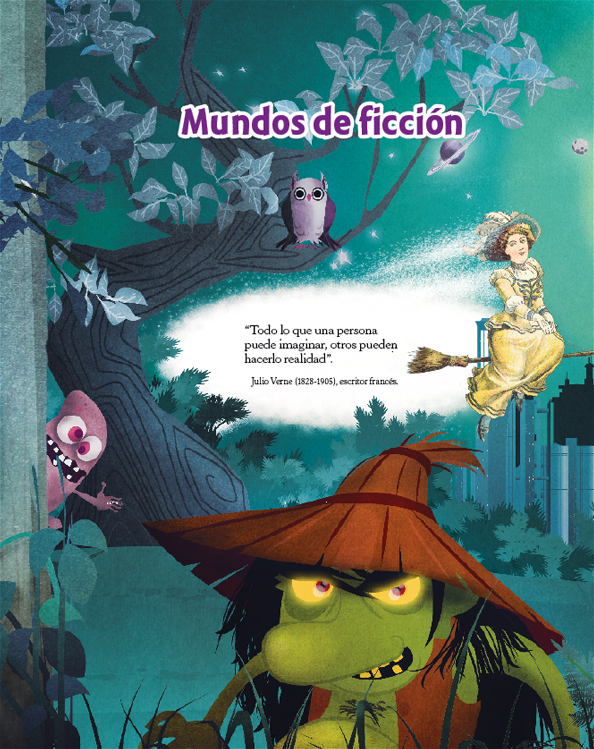 Mundos de ficción
“Todo lo que una persona
puede imaginar, otros pueden
hacerlo realidad”.
Julio Verne (1828-1905), escritor francés.